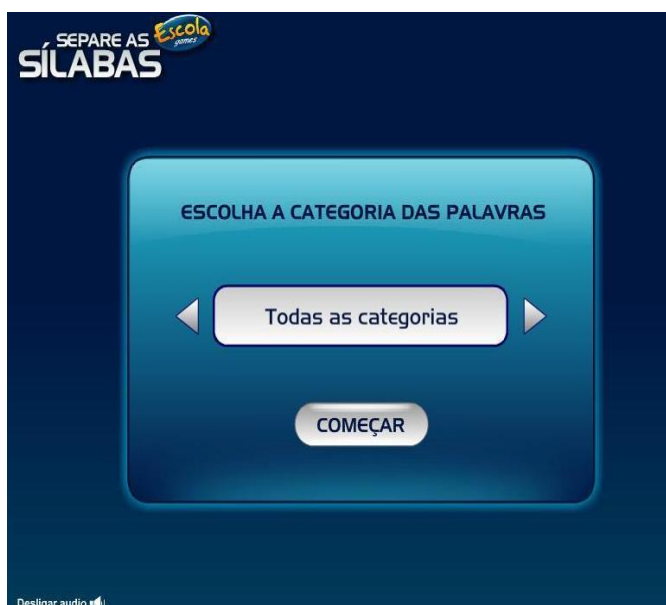 SEPARE AS
SÍLABAS
Escola
games
ESCOLHA A CATEGORIA DAS PALAVRAS
Todas as categorias
COMEÇAR
Desligar audio